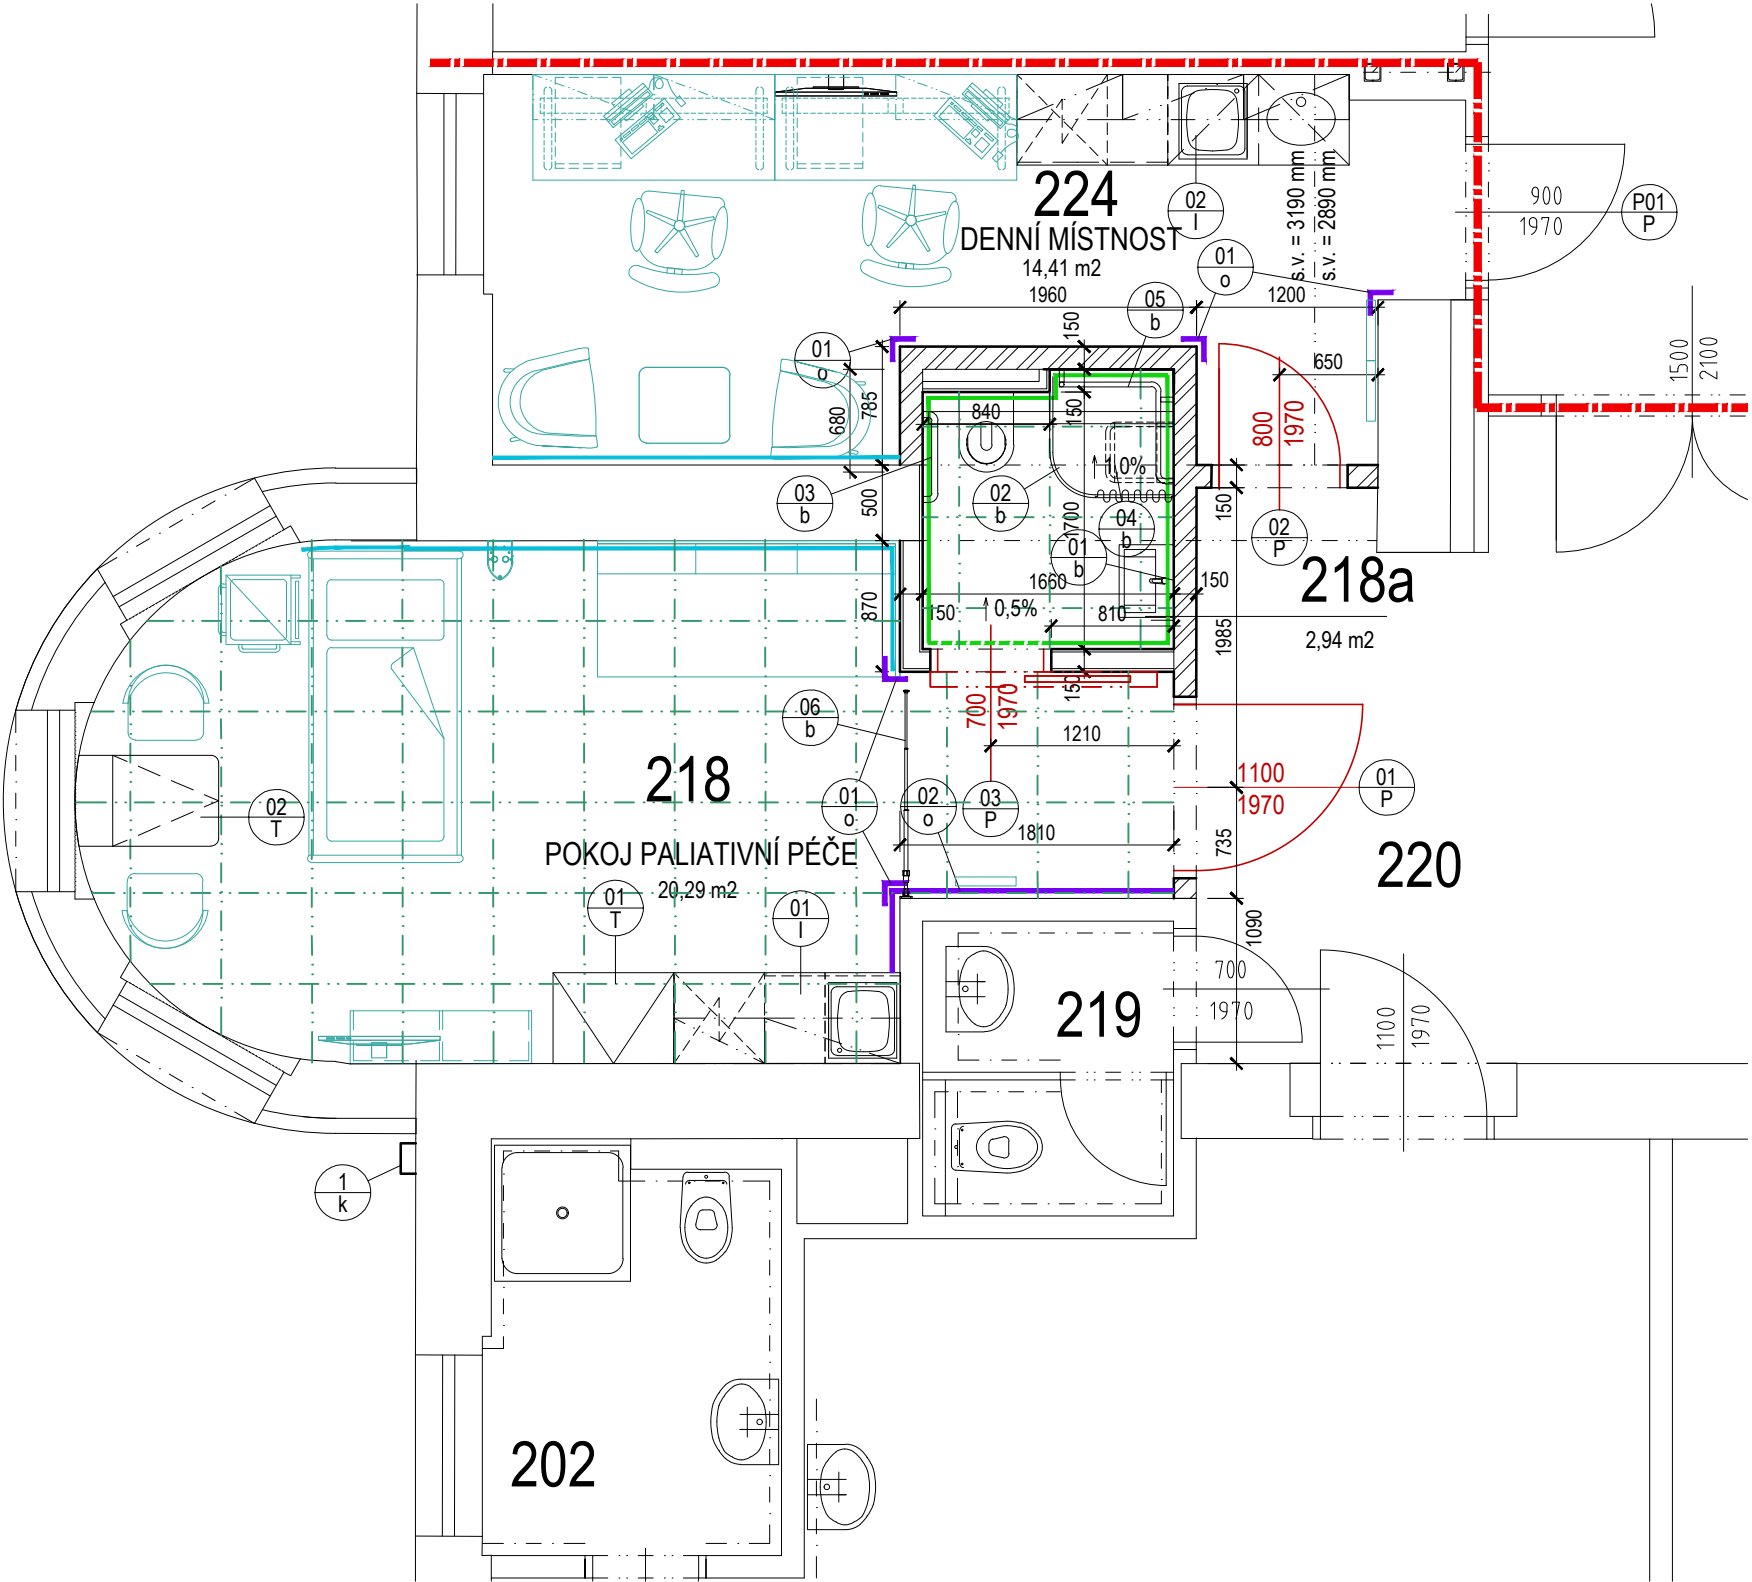 224
DENNÍ MÍSTNOST
14,41 m2
02
I
s.v. = 3190 mm
s.v. = 2890 mm
900
1970
P01
P
01
o
1960
05
b
1200
150
01
o
680
785
840
150
650
800
1970
1500
2100
1,0%
03
b
02
b
04
b
500
1700
01
b
150
02
P
218a
2,94 m2
1660
150
870
150
0,5%
810
1985
06
b
700
1970
150
1210
218
POKOJ PALIATIVNÍ PÉČE
20,29 m2
02
T
01
o
02
o
03
P
1810
1100
1970
01
P
735
220
01
T
01
I
1090
219
700
1970
1100
1970
1
k
202